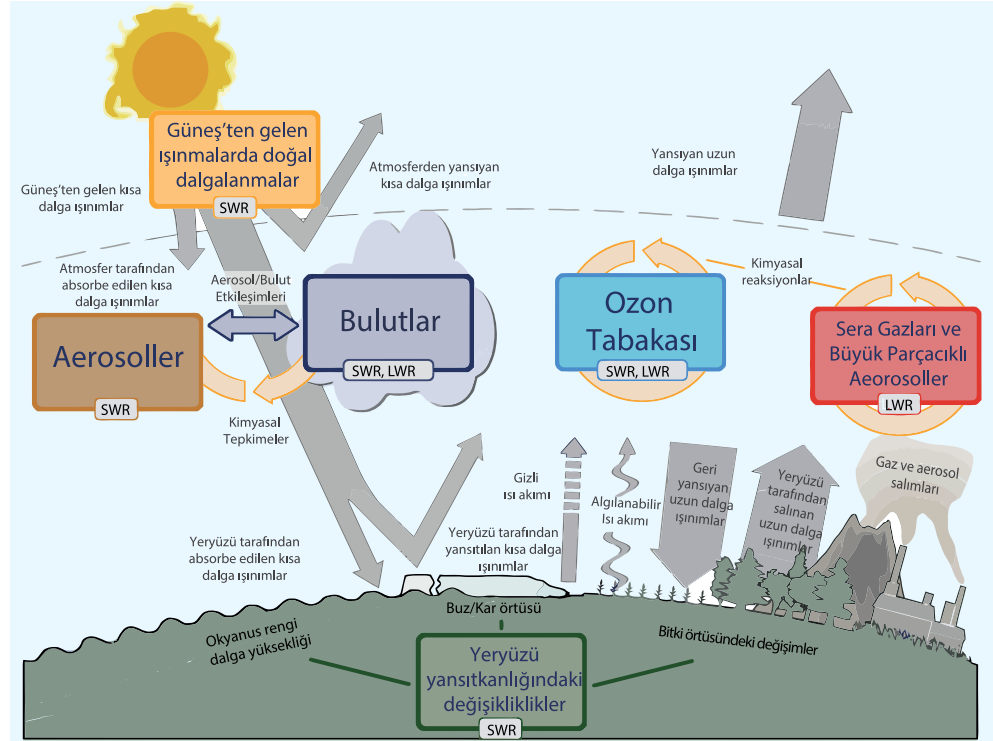 Güneş'ten gelen
ışınmalarda doğal
dalgalanmalar
SWR
Güneş'ten gelen kısa
dalga ışınımlar
Atmosferden yansıyan
kısa dalga ışınımlar
Yansıyan uzun
dalga ışınımlar
Atmosfer tarafından
absorbe edilen kısa
dalga ışınımlar
Aerosol/Bulut
Etkileşimleri
Kimyasal
reaksiyonlar
Aerosoller
SWR
Bulutlar
SWR, LWR
Ozon
Tabakası
SWR, LWR
Sera Gazları ve
Büyük Parçacıklı
Aeorosoller
LWR
Kimyasal
Tepkimeler
Gizli
ısı akımı
Algılanabilir
Isı akımı
Geri
yansıyan
uzun dalga
ışınımlar
Yeryüzü
tarafından
salınan
uzun dalga
ışınımlar
Gaz ve aerosol
salımları
Yeryüzü tarafından
absorbe edilen kısa
dalga ışınımlar
Yeryüzü tarafından
yansıtılan kısa dalga
ışınımlar
Buz/Kar örtüsü
Okyanus rengi
dalga yüksekliği
Bitki örtüsündeki değişimler
Yeryüzü
yansıtkanlığındaki
değişikliklikler
SWR